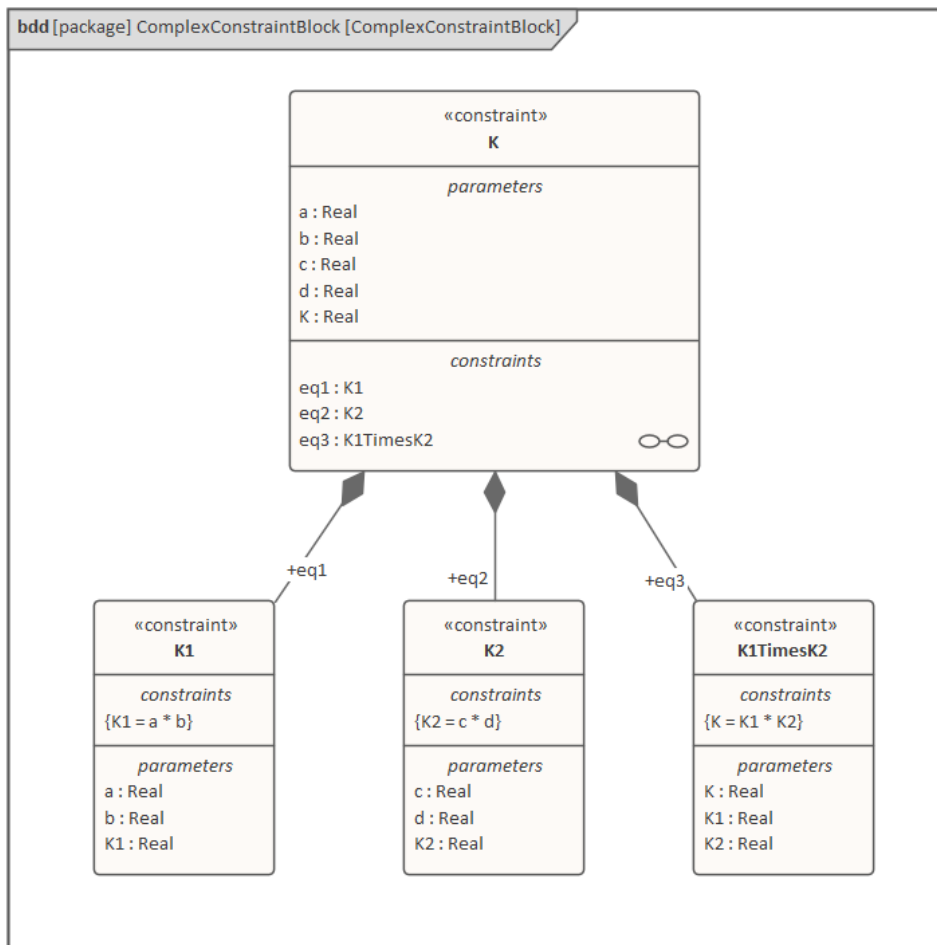 bdd [package] ComplexConstraintBlock [ComplexConstraintBlock]
«constraint»
K
parameters
a : Real
b : Real
c : Real
d : Real
K : Real
constraints
eq1 : K1
eq2 : K2
eq3 : K1TimesK2
+eq1
+eq2
+eq3
«constraint»
K1
constraints
{K1 = a * b}
parameters
a : Real
b : Real
K1 : Real
«constraint»
K2
constraints
{K2 = c * d}
parameters
c : Real
d : Real
K2 : Real
«constraint»
K1TimesK2
constraints
{K = K1 * K2}
parameters
K : Real
K1 : Real
K2 : Real